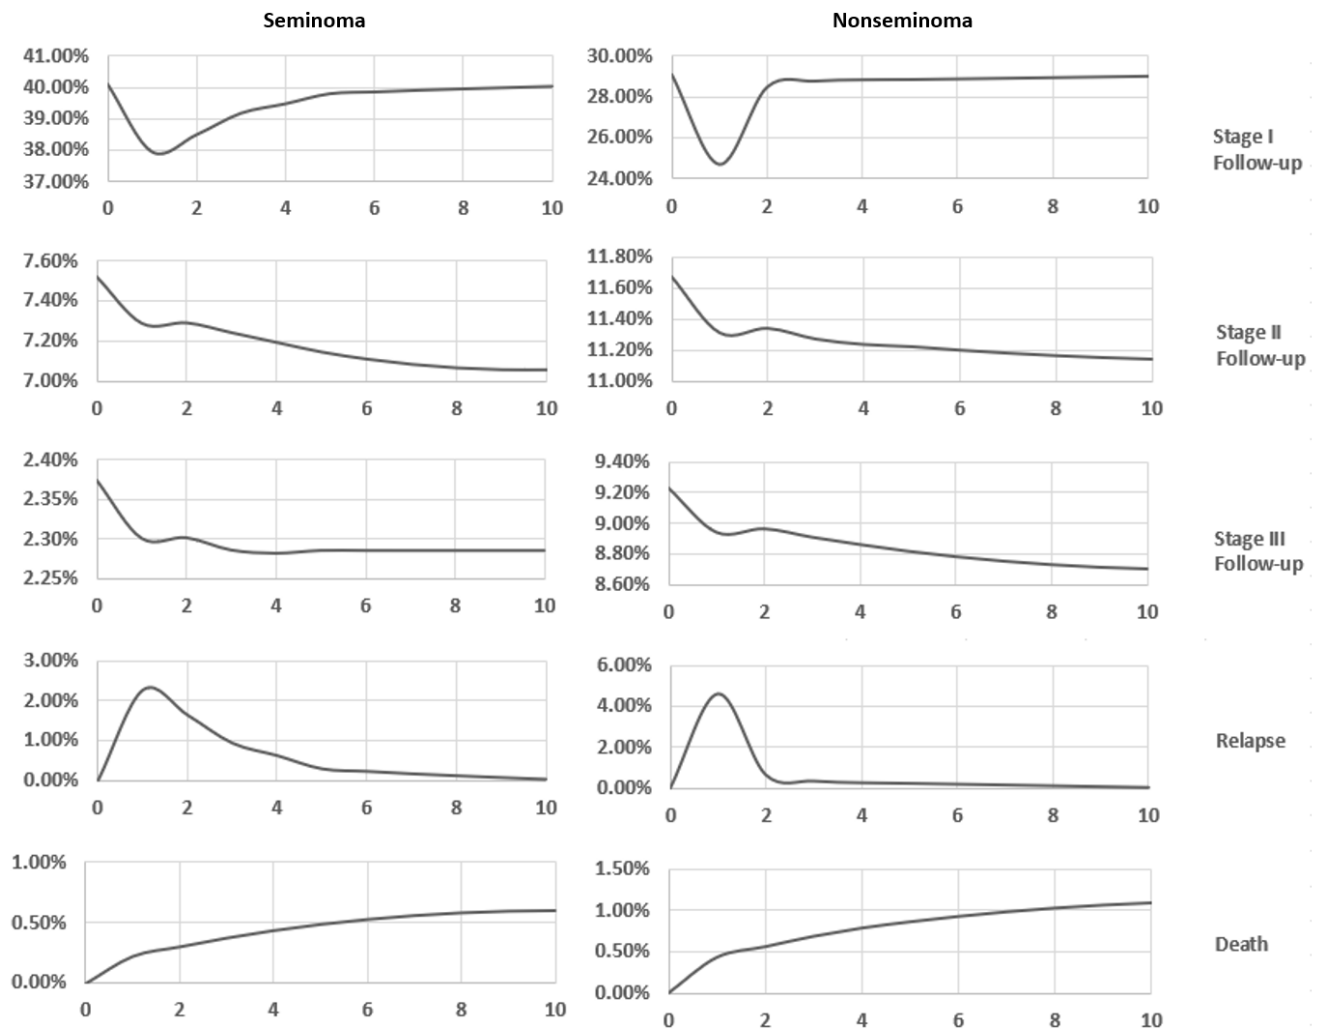 Seminoma Nonseminoma
41.00%
40.00%
39.00%
38.00%
37.00%
0 2 4 6 8 10
30.00%
28.00%
26.00%
24.00%
0 2 4 6 8 10
Stage I
Follow-up
7.60%
7.40%
7.20%
7.00%
0 2 4 6 8 10
11.80%
11.60%
11.40%
11.20%
11.00%
0 2 4 6 8 10
Stage II
Follow-up
2.40%
2.35%
2.30%
2.25%
0 2 4 6 8 10
9.40%
9.20%
9.00%
8.80%
8.60%
0 2 4 6 8 10
Stage III
Follow-up
3.00%
2.00%
1.00%
0.00%
0 2 4 6 8 10
6.00%
4.00%
2.00%
0.00%
0 2 4 6 8 10
Relapse
1.00%
0.50%
0.00%
0 2 4 6 8 10
1.50%
1.00%
0.50%
0.00%
0 2 4 6 8 10
Death